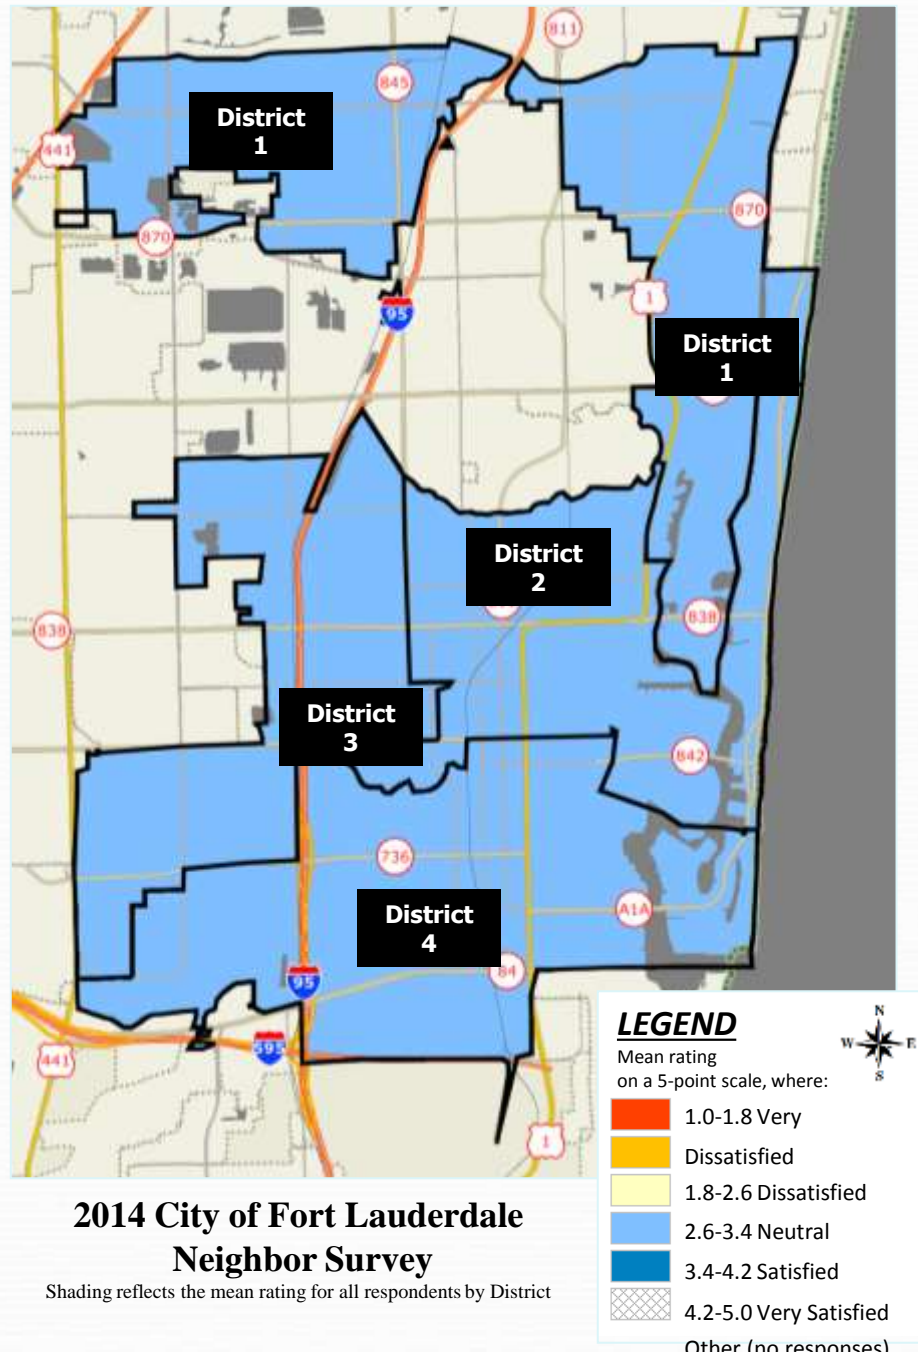 811
845
District
1
441
870
870
1
95
District
1
District
2
838
838
District
3
842
736
District
4
A1A
84
95
595
441
1
LEGEND
Mean rating
on a 5-point scale, where:
1.0-1.8 Very
Dissatisfied
1.8-2.6 Dissatisfied
2.6-3.4 Neutral
3.4-4.2 Satisfied
4.2-5.0 Very Satisfied
Other (no responses)
N
W E
S
2014 City of Fort Lauderdale
Neighbor Survey
Shading reflects the mean rating for all respondents by District